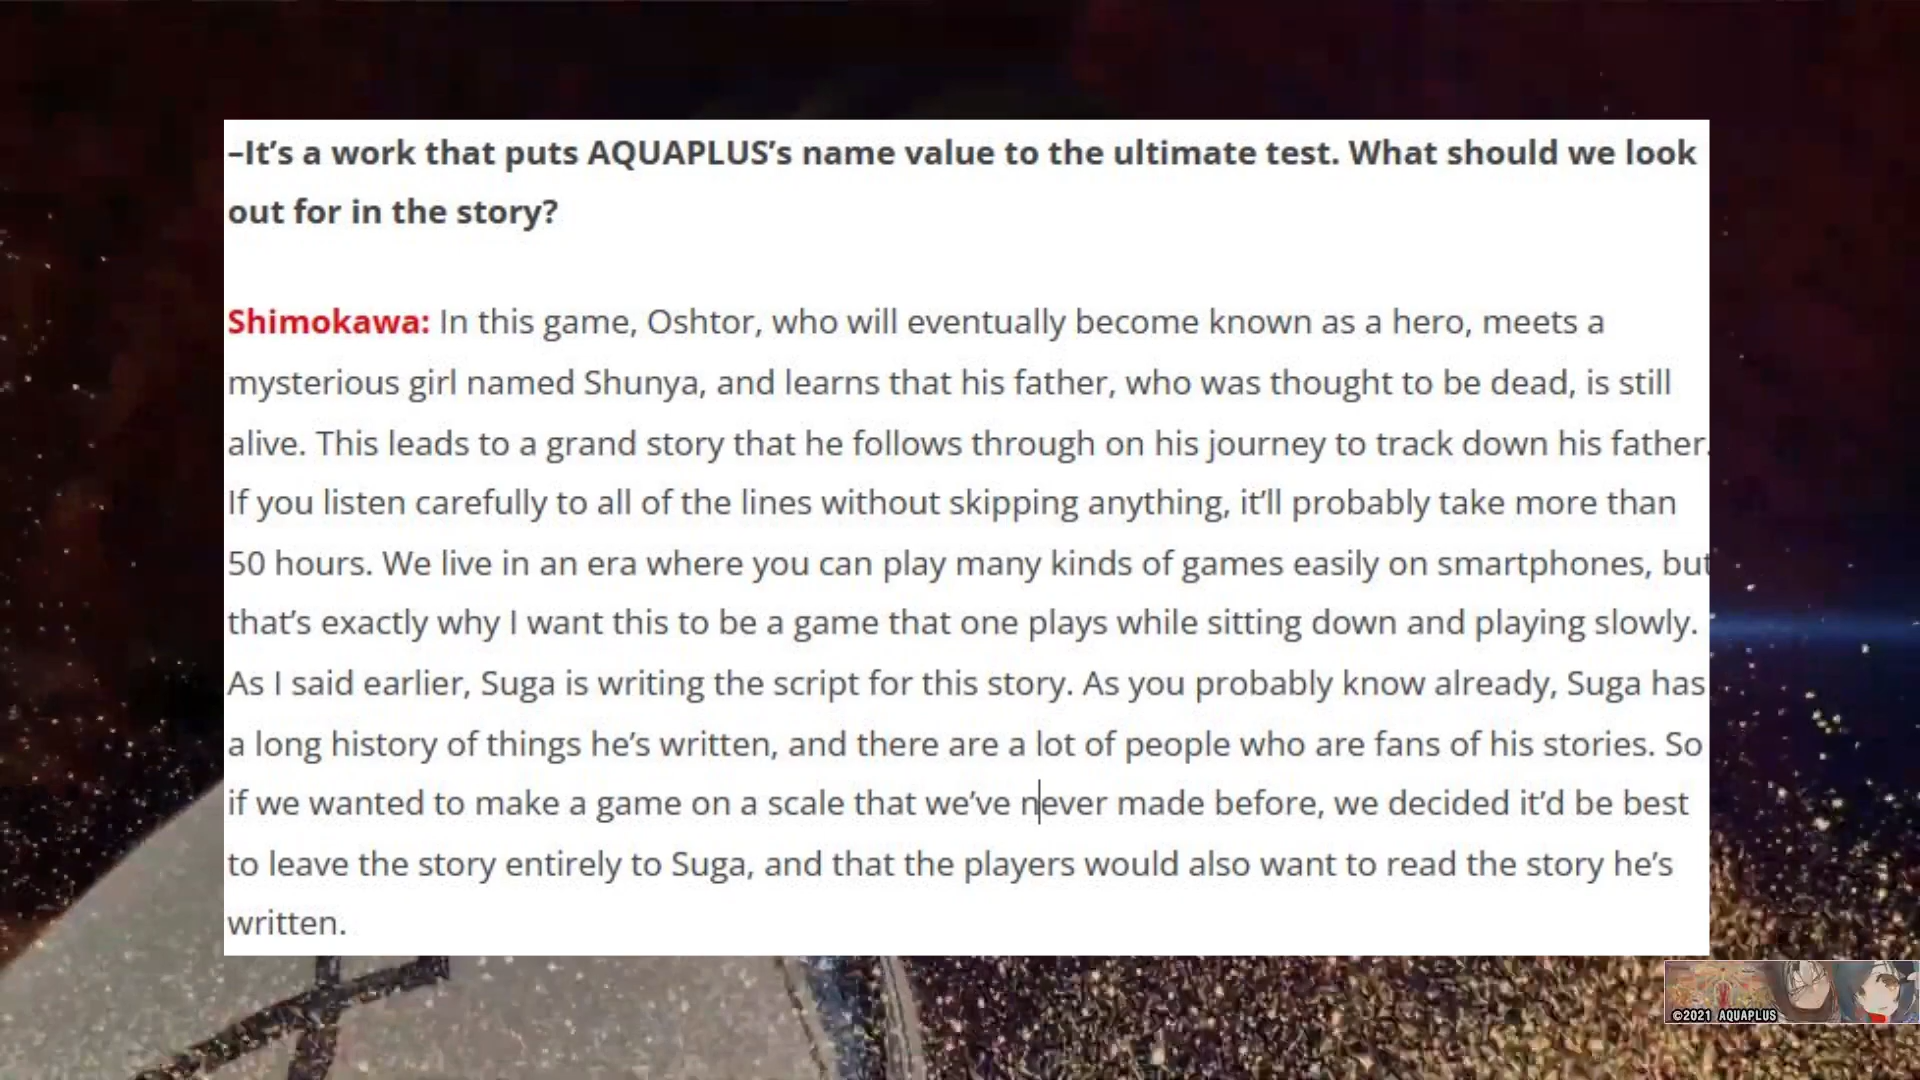 –It’s a work that puts AQUAPLUS’s name value to the ultimate test. What should we look
out for in the story?
Shimokawa: In this game, Oshtor, who will eventually become known as a hero, meets a
mysterious girl named Shunya, and learns that his father, who was thought to be dead, is still
alive. This leads to a grand story that he follows through on his journey to track down his father.
If you listen carefully to all of the lines without skipping anything, it’ll probably take more than
50 hours. We live in an era where you can play many kinds of games easily on smartphones, but
that’s exactly why I want this to be a game that one plays while sitting down and playing slowly.
As I said earlier, Suga is writing the script for this story. As you probably know already, Suga has
a long history of things he’s written, and there are a lot of people who are fans of his stories. So
if we wanted to make a game on a scale that we’ve never made before, we decided it’d be best
to leave the story entirely to Suga, and that the players would also want to read the story he’s
written.
©2021 AQUAPLUS